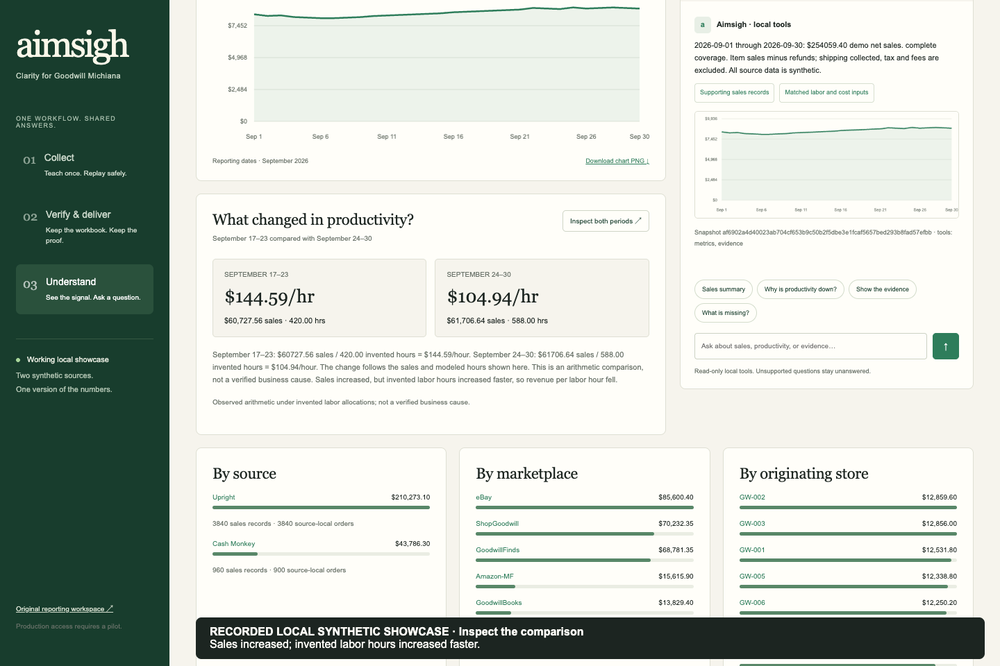 aimsigh
Clarity for Goodwill Michiana
ONE WORKFLOW. SHARED
ANSWERS.
01 Collect
Teach once. Replay safely.
02 Verify & deliver
Keep the workbook. Keep the
proof.
03 Understand
See the signal. Ask a question.
Working local showcase
Two synthetic sources.
One version of the numbers.
Original reporting workspace ↗
Production access requires a pilot.
$7,452
$4,968
$2,484
$0
Sep 1 Sep 6 Sep 11 Sep 16 Sep 21 Sep 26 Sep 30
Reporting dates · September 2026
Download chart PNG ↓
What changed in productivity?
September 17–23 compared with September 24–30
Inspect both periods ↗
SEPTEMBER 17–23
$144.59/hr
$60,727.56 sales · 420.00 hrs
SEPTEMBER 24–30
$104.94/hr
$61,706.64 sales · 588.00 hrs
September 17–23: $60727.56 sales / 420.00 invented hours = $144.59/hour. September 24–30: $61706.64 sales / 588.00
invented hours = $104.94/hour. The change follows the sales and modeled hours shown here. This is an arithmetic comparison,
not a verified business cause. Sales increased, but invented labor hours increased faster, so revenue per labor hour fell.
Observed arithmetic under invented labor allocations; not a verified business cause.
a Aimsigh · local tools
2026-09-01 through 2026-09-30: $254059.40 demo net sales. complete
coverage. Item sales minus refunds; shipping collected, tax and fees are
excluded. All source data is synthetic.
Supporting sales records
Matched labor and cost inputs
$9,936
$7,452
$4,968
$2,484
$0
Sep 1 Sep 6 Sep 11 Sep 16 Sep 21 Sep 26 Sep 30
Snapshot af6902a4d40023ab704cf653b9c50b2f5dbe3e1fcaf5657bed293b8fad57efbb · tools:
metrics, evidence
Sales summary
Why is productivity down?
Show the evidence
What is missing?
Ask about sales, productivity, or evidence...
↑
Read-only local tools. Unsupported questions stay unanswered.
By source
Upright $210,273.10
3840 sales records · 3840 source-local orders
Cash Monkey $43,786.30
960 sales records · 900 source-local orders
By marketplace
eBay $85,600.40
ShopGoodwill $70,232.35
GoodwillFinds $68,781.35
Amazon-MF $15,615.90
GoodwillBooks $13,829.40
By originating store
GW-002 $12,859.60
GW-003 $12,856.00
GW-001 $12,531.80
GW-005 $12,338.80
GW-006 $12,250.20
RECORDED LOCAL SYNTHETIC SHOWCASE · Inspect the comparison
Sales increased; invented labor hours increased faster.